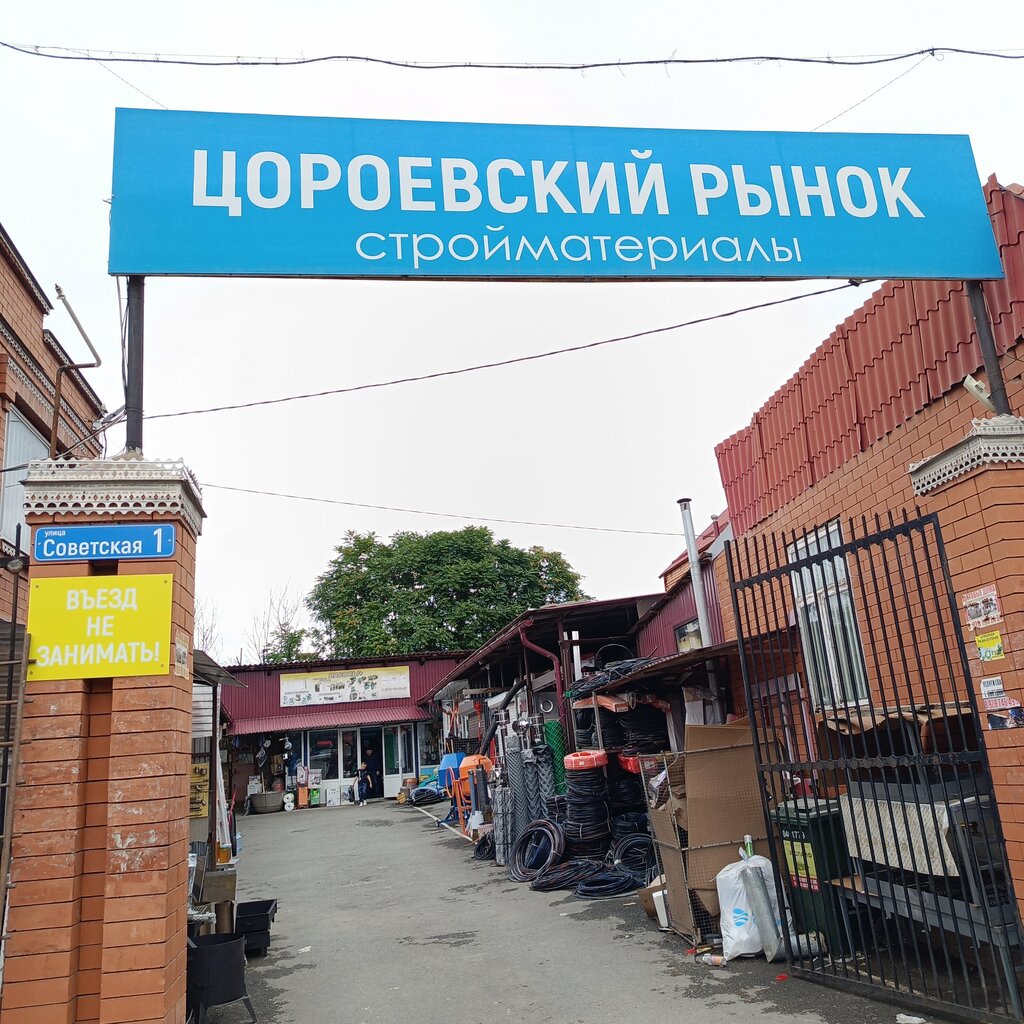 ЦОРОЕВСКИЙ РЫНОК
стройматериалы
улица
Советская 1
ВЪЕЗД
НЕ
ЗАНИМАТЬ!